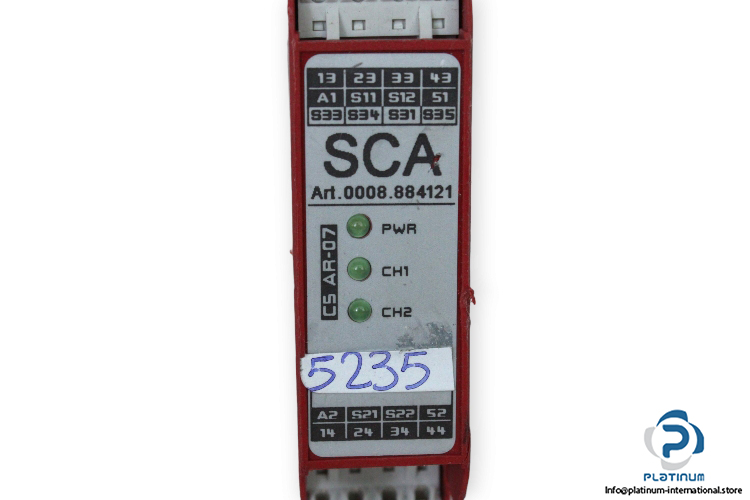 13 23 33 43
A1 S11 S12 51
S33 S34 S31 S35
SCA
Art.0008.884121
CS AR-07
PWR
CH1
CH2
5235
A2 S21 S22 52
14 24 34 44
PLATINUM
Info@platinum-international.store